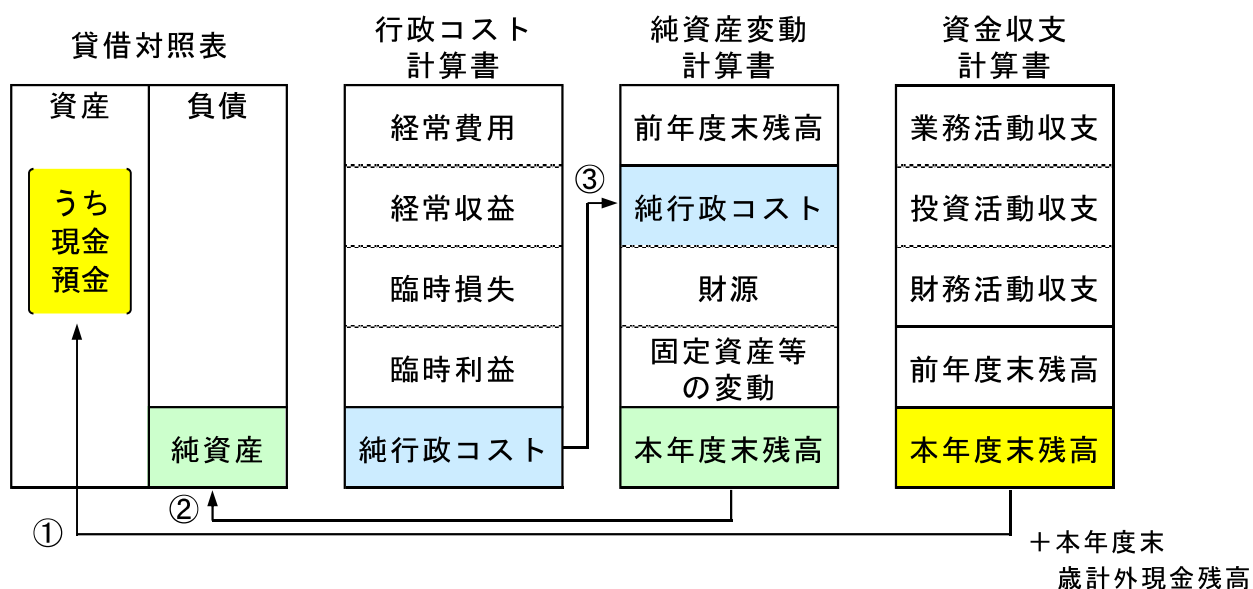 貸借対照表
資産
負債
うち
現金
預金
純資産
①
②
行政コスト
計算書
経常費用
経常収益
臨時損失
臨時利益
純行政コスト
③
純資産変動
計算書
前年度末残高
純行政コスト
財源
固定資産等
の変動
本年度末残高
資金収支
計算書
業務活動収支
投資活動収支
財務活動収支
前年度末残高
本年度末残高
＋本年度末
歳計外現金残高